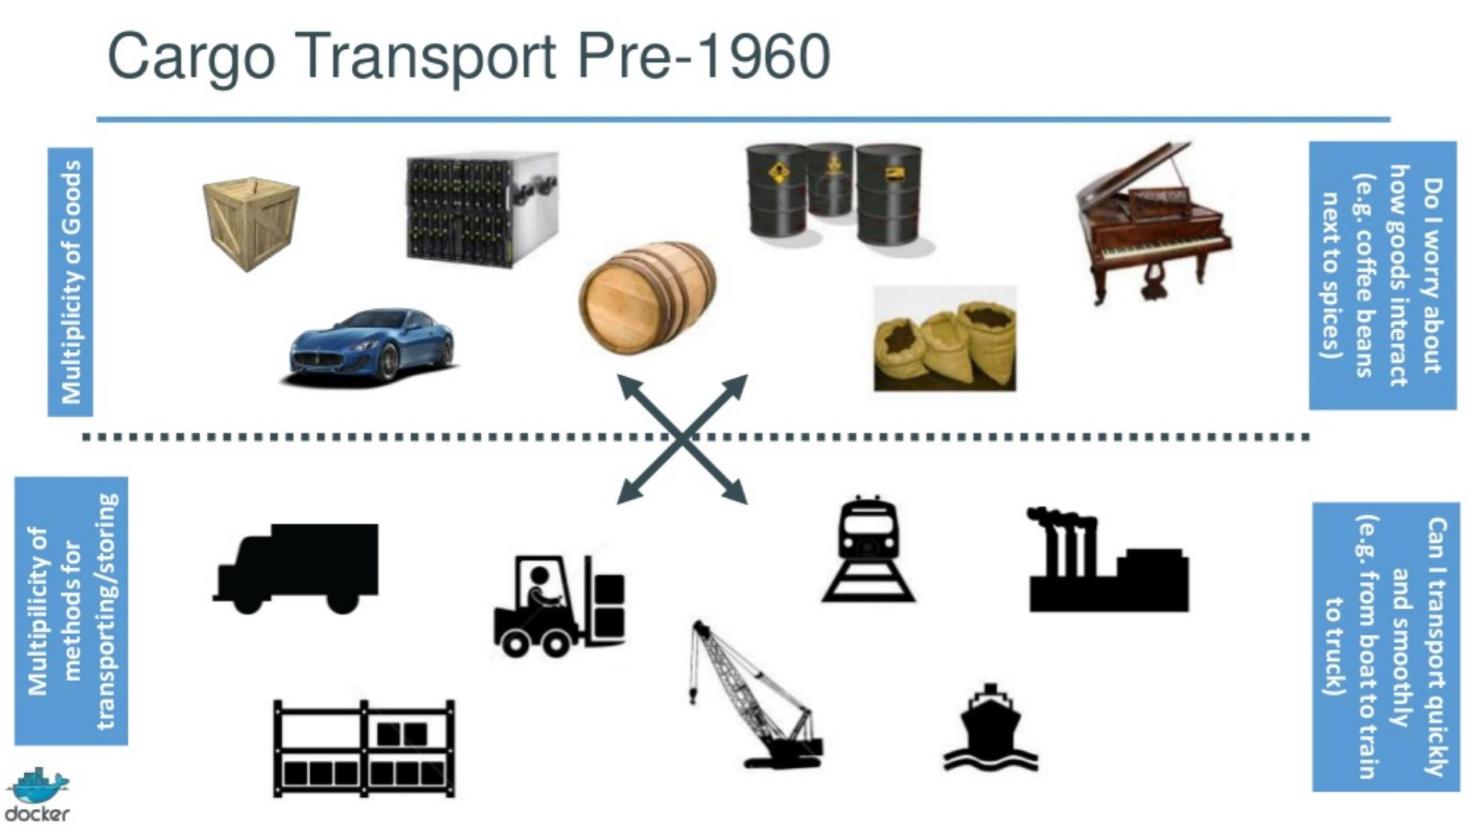 Cargo Transport Pre-1960
Multiplicity of Goods
Do I worry about
how goods interact
(e.g. coffee beans
next to spices)
Multipilicity of
methods for
transporting/storing
Can I transport quickly
and smoothly
(e.g. from boat to train
to truck)
docker